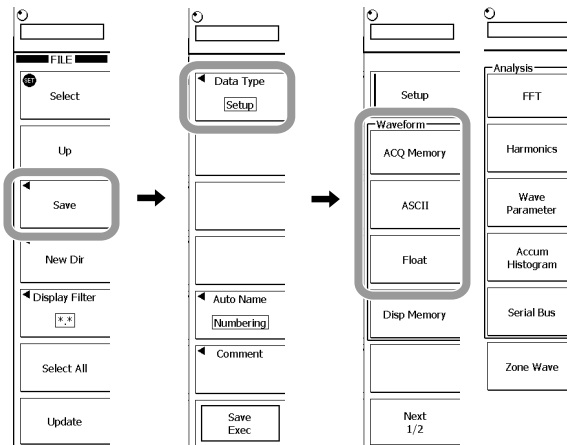 FILE
SET
Select
Up
Save
New Dir
Display Filter
*.*
Select All
Update
Data Type
Setup
Auto Name
Numbering
Comment
Save
Exec
Setup
Waveform
ACQ Memory
ASCII
Float
Disp Memory
Next
1/2
Analysis
FFT
Harmonics
Wave
Parameter
Accum
Histogram
Serial Bus
Zone Wave